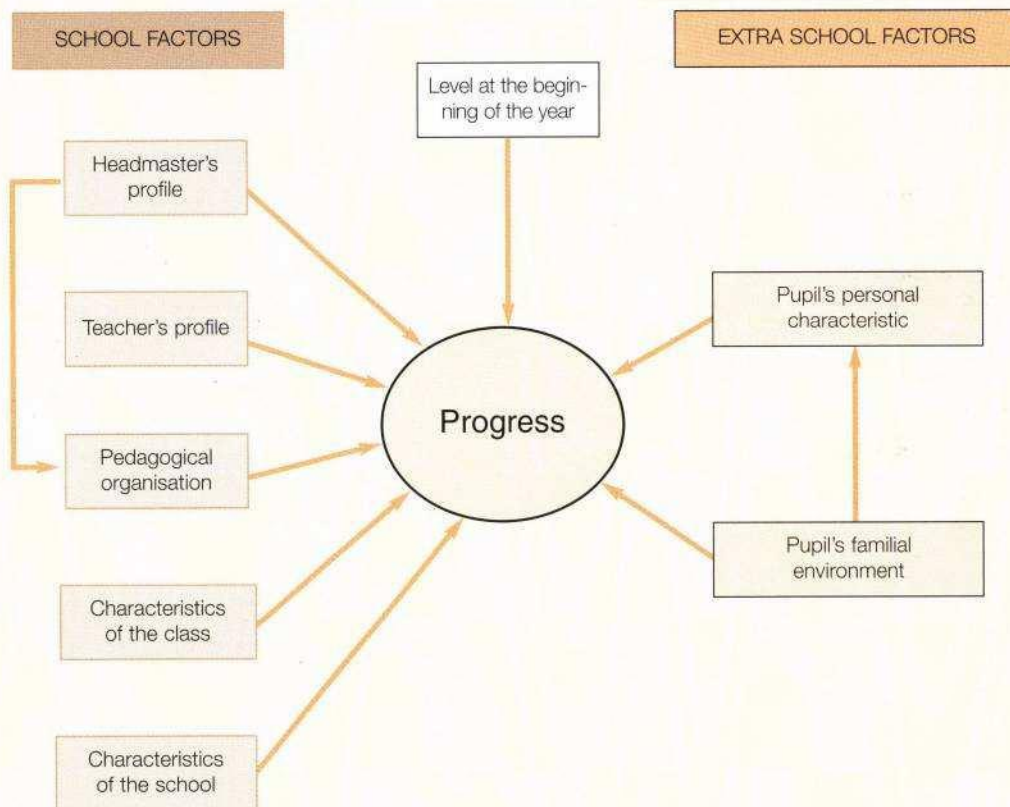 SCHOOL FACTORS
EXTRA SCHOOL FACTORS
Level at the begin-
ning of the year
Headmaster's
profile
Teacher's profile
Pedagogical
organisation
Characteristics
of the class
Characteristics
of the school
Progress
Pupil's personal
characteristic
Pupil's familial
environment